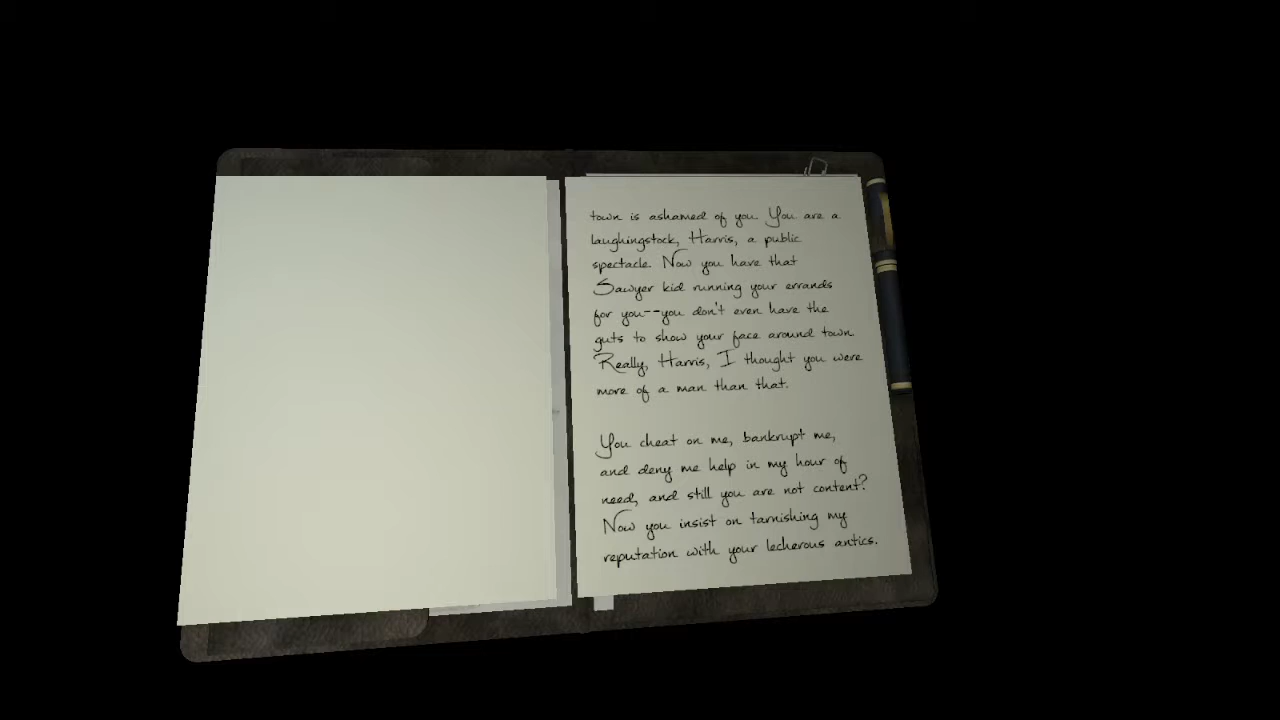 town is ashamed of you. You are a
laughingstock, Harris, a public
spectacle. Now you have that
Sawyer kid running your errands
for you--you don't even have the
guts to show your face around town.
Really, Harris, I thought you were
more of a man than that.
You cheat on me, bankrupt me,
and deny me help in my hour of
need, and still you are not content?
Now you insist on tarnishing my
reputation with your lecherous antics.